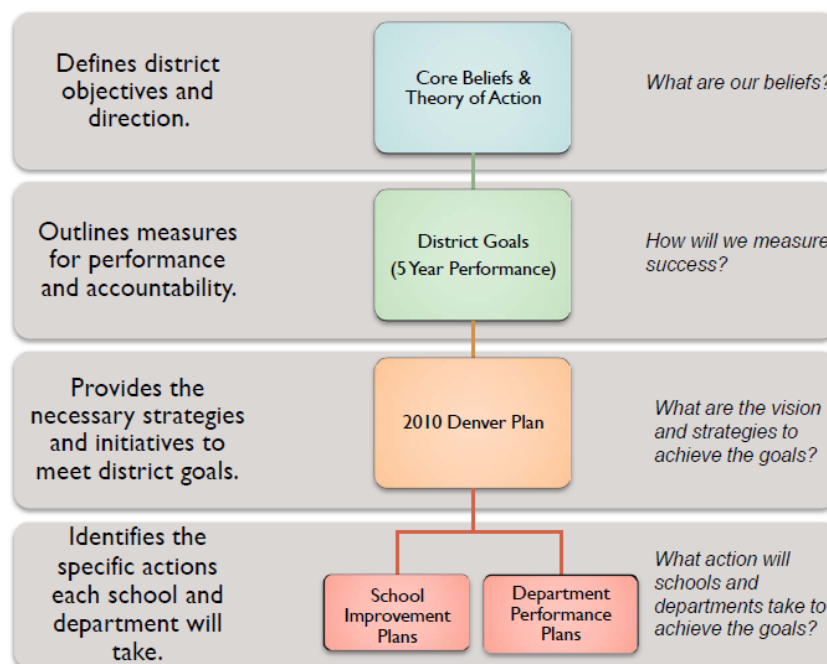 Defines district
objectives and
direction.
Core Beliefs &
Theory of Action
What are our beliefs?
Outlines measures
for performance
and accountability.
District Goals
(5 Year Performance)
How will we measure
success?
Provides the
necessary strategies
and initiatives to
meet district goals.
2010 Denver Plan
What are the vision
and strategies to
achieve the goals?
Identifies the
specific actions
each school and
department will
take.
School
Improvement
Plans
Department
Performance
Plans
What action will
schools and
departments take to
achieve the goals?